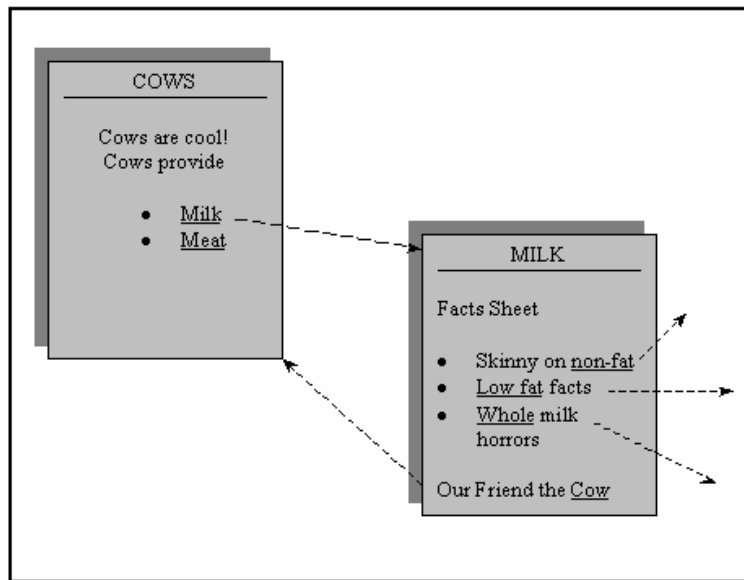 COWS
Cows are cool!
Cows provide
• Milk
• Meat
MILK
Facts Sheet
• Skinny on non-fat
• Low fat facts
• Whole milk
horrors
Our Friend the Cow